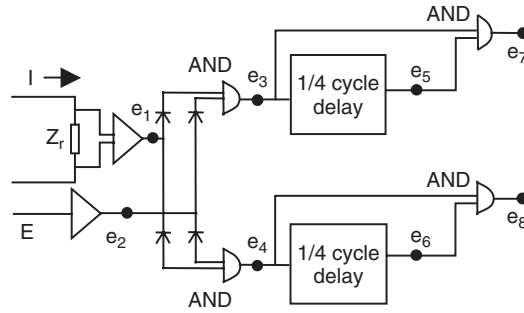 AND
e7
I
AND
e3
1/4 cycle
delay
e5
e1
Zr
AND
E
e2
e4
1/4 cycle
delay
e6
e8
AND